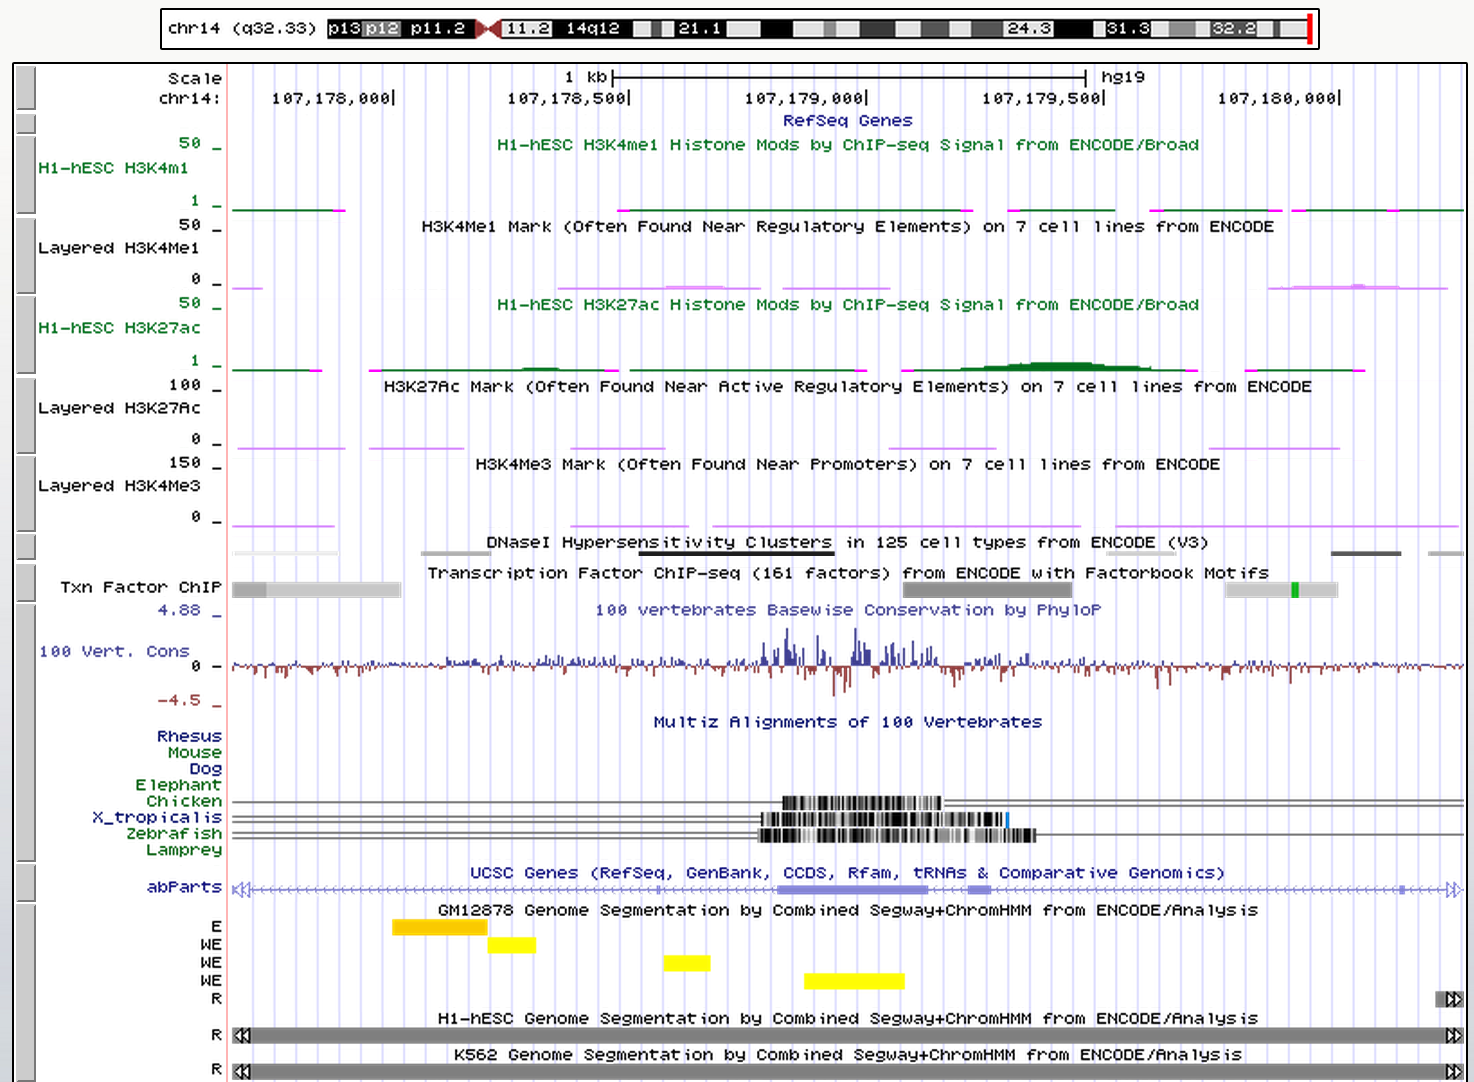 chr14 (q32.33) p13 p12 p11.2 11.2 14q12 21.1 24.3 31.3 32.2
Scale 1 kb hg19
chr14: 107,178,000| 107,178,500| 107,179,000| 107,179,500| 107,180,000|
RefSeq Genes
50 _ H1-hESC H3K4me1 Histone Mods by ChIP-seq Signal from ENCODE/Broad
H1-hESC H3K4m1
1 _
H3K4Me1 Mark (Often Found Near Regulatory Elements) on 7 cell lines from ENCODE
50 _
Layered H3K4Me1
0 _
50 _ H1-hESC H3K27ac Histone Mods by ChIP-seq Signal from ENCODE/Broad
H1-hESC H3K27ac
1 _
100 _ H3K27Ac Mark (Often Found Near Active Regulatory Elements) on 7 cell lines from ENCODE
Layered H3K27Ac
0 _
150 _ H3K4Me3 Mark (Often Found Near Promoters) on 7 cell lines from ENCODE
Layered H3K4Me3
0 _
DNaseI Hypersensitivity Clusters in 125 cell types from ENCODE (V3)
Transcription Factor ChIP-seq (161 factors) from ENCODE with Factorbook Motifs
Txn Factor ChIP
4.88 _ 100 vertebrates Basewise Conservation by PhyloP
100 Vert. Cons
0 _
-4.5 _
Multiz Alignments of 100 Vertebrates
Rhesus
Mouse
Dog
Elephant
Chicken
X_tropicalis
Zebrafish
Lamprey
UCSC Genes (RefSeq, GenBank, CCDS, Rfam, tRNAs & Comparative Genomics)
abParts
GM12878 Genome Segmentation by Combined Segway+ChromHMM from ENCODE/Analysis
E
WE
WE
WE
R
H1-hESC Genome Segmentation by Combined Segway+ChromHMM from ENCODE/Analysis
R
K562 Genome Segmentation by Combined Segway+ChromHMM from ENCODE/Analysis
R